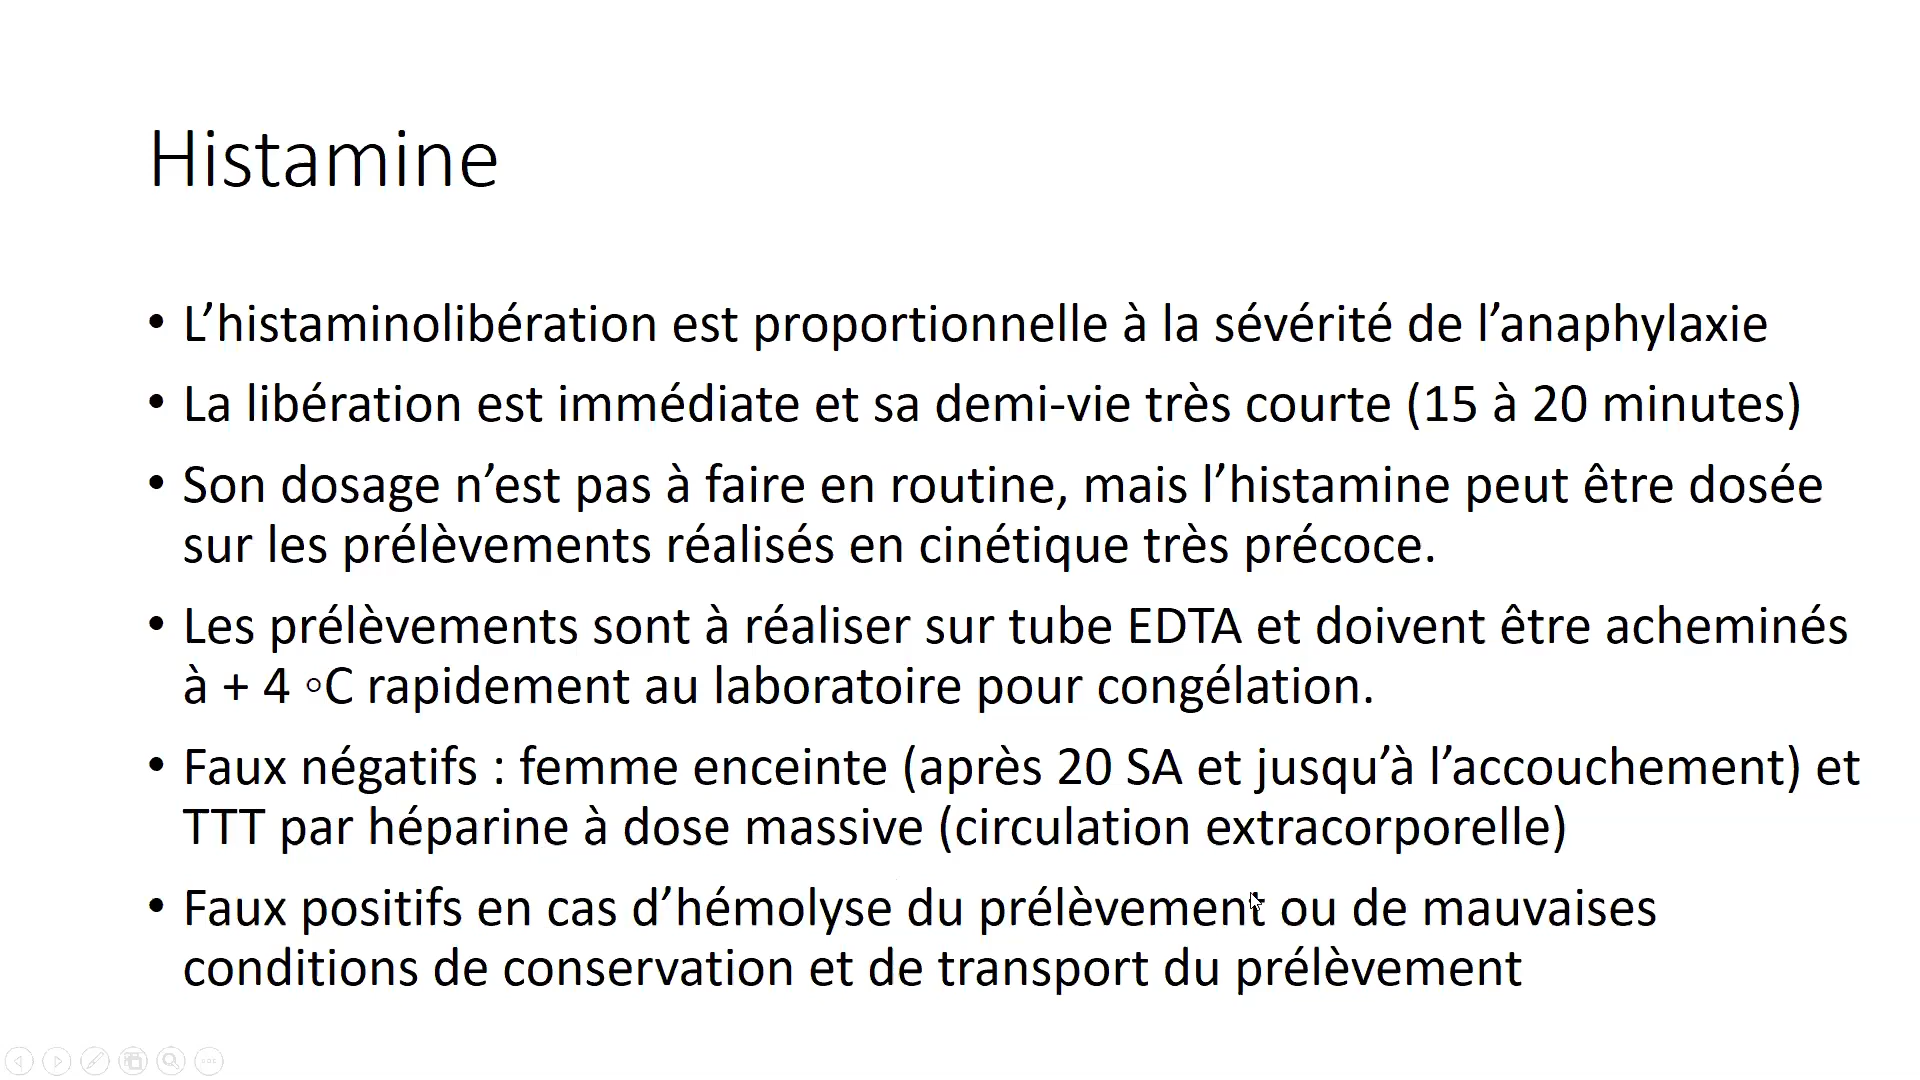 Histamine
• L’histaminolibération est proportionnelle à la sévérité de l’anaphylaxie
• La libération est immédiate et sa demi-vie très courte (15 à 20 minutes)
• Son dosage n’est pas à faire en routine, mais l’histamine peut être dosée
sur les prélèvements réalisés en cinétique très précoce.
• Les prélèvements sont à réaliser sur tube EDTA et doivent être acheminés
à + 4 ◦C rapidement au laboratoire pour congélation.
• Faux négatifs : femme enceinte (après 20 SA et jusqu’à l’accouchement) et
TTT par héparine à dose massive (circulation extracorporelle)
• Faux positifs en cas d’hémolyse du prélèvement ou de mauvaises
conditions de conservation et de transport du prélèvement